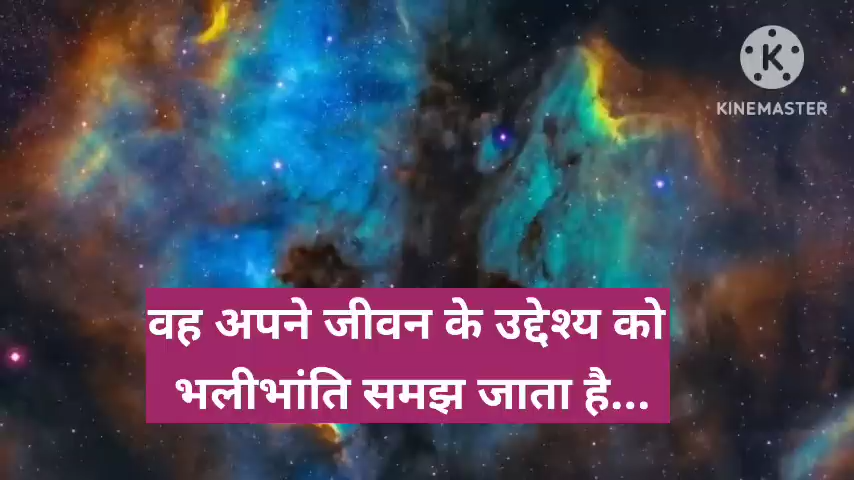 K
KINEMASTER
वह अपने जीवन के उद्देश्य को
भलीभांति समझ जाता है...